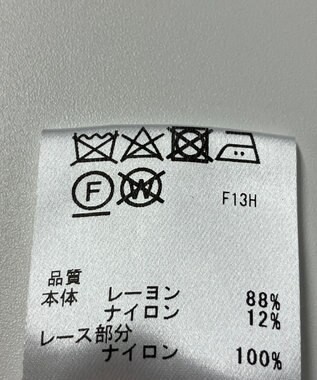 F W F13H
品質
本体 レーヨン 88%
ナイロン 12%
レース部分
ナイロン 100%